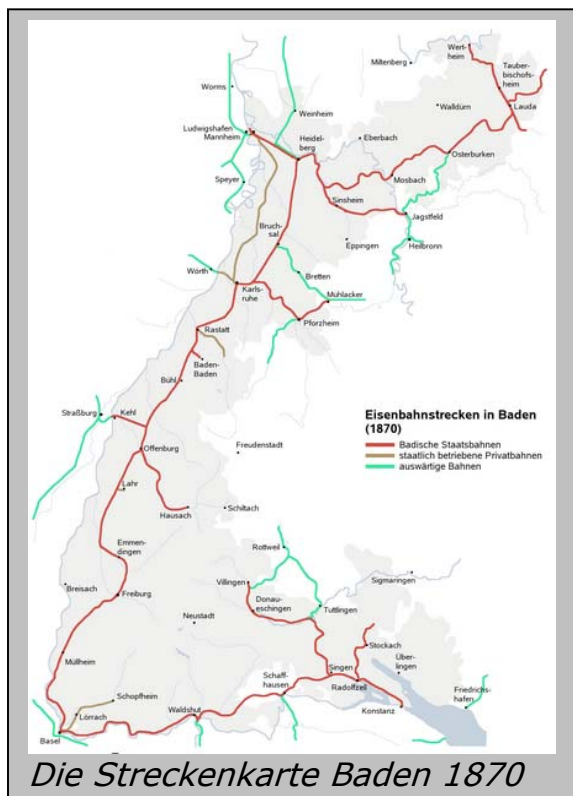 Wert-
heim
Miltenberg
Tauber-
bischofs-
heim
Worms
Walldürn
Lauda
Weinheim
Ludwigshafen
Mannheim
Heidel-
berg
Eberbach
Osterburken
Speyer
Mosbach
Sinsheim
Bruch-
sal
Jagstfeld
Eppingen
Heilbronn
Wörth
Bretten
Karls-
ruhe
Mühlacker
Pforzheim
Rastatt
Baden-
Baden
Bühl
Straßburg
Kehl
Eisenbahnstrecken in Baden
(1870)
Badische Staatsbahnen
staatlich betriebene Privatbahnen
auswärtige Bahnen
Offenburg
Freudenstadt
Lahr
Hausach
Schiltach
Emmen-
dingen
Rottweil
Breisach
Villingen
Sigmaringen
Freiburg
Donau-
eschingen
Tuttlingen
Neustadt
Stockach
Müllheim
Singen
Über-
lingen
Schaff-
hausen
Radolfzell
Schopfheim
Friedrichs-
hafen
Lörrach
Waldshut
Konstanz
Basel
Die Streckenkarte Baden 1870